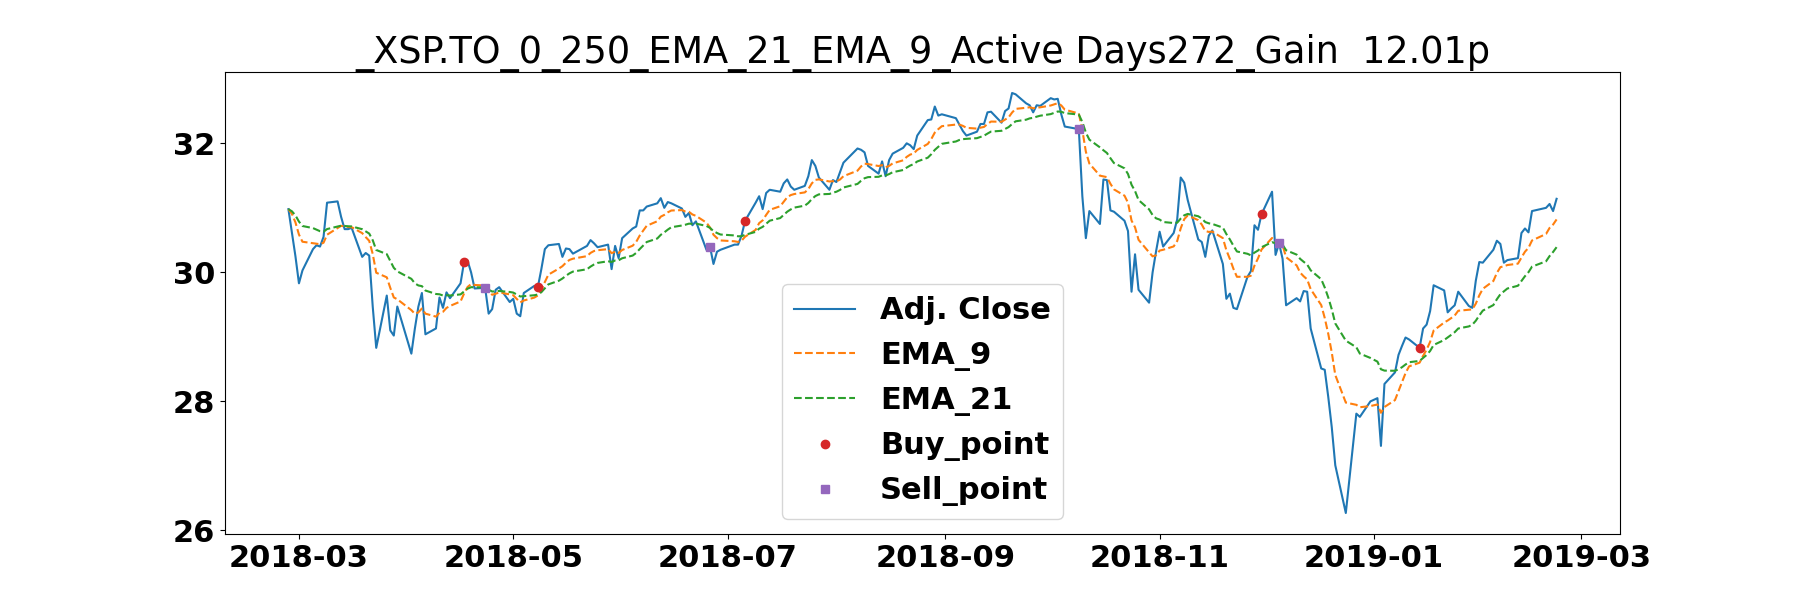 _XSP.TO_0_250_EMA_21_EMA_9_Active Days272_Gain  12.01p
32
30
28
26
Adj. Close
EMA_9
EMA_21
Buy_point
Sell_point
2018-03 2018-05 2018-07 2018-09 2018-11 2019-01 2019-03